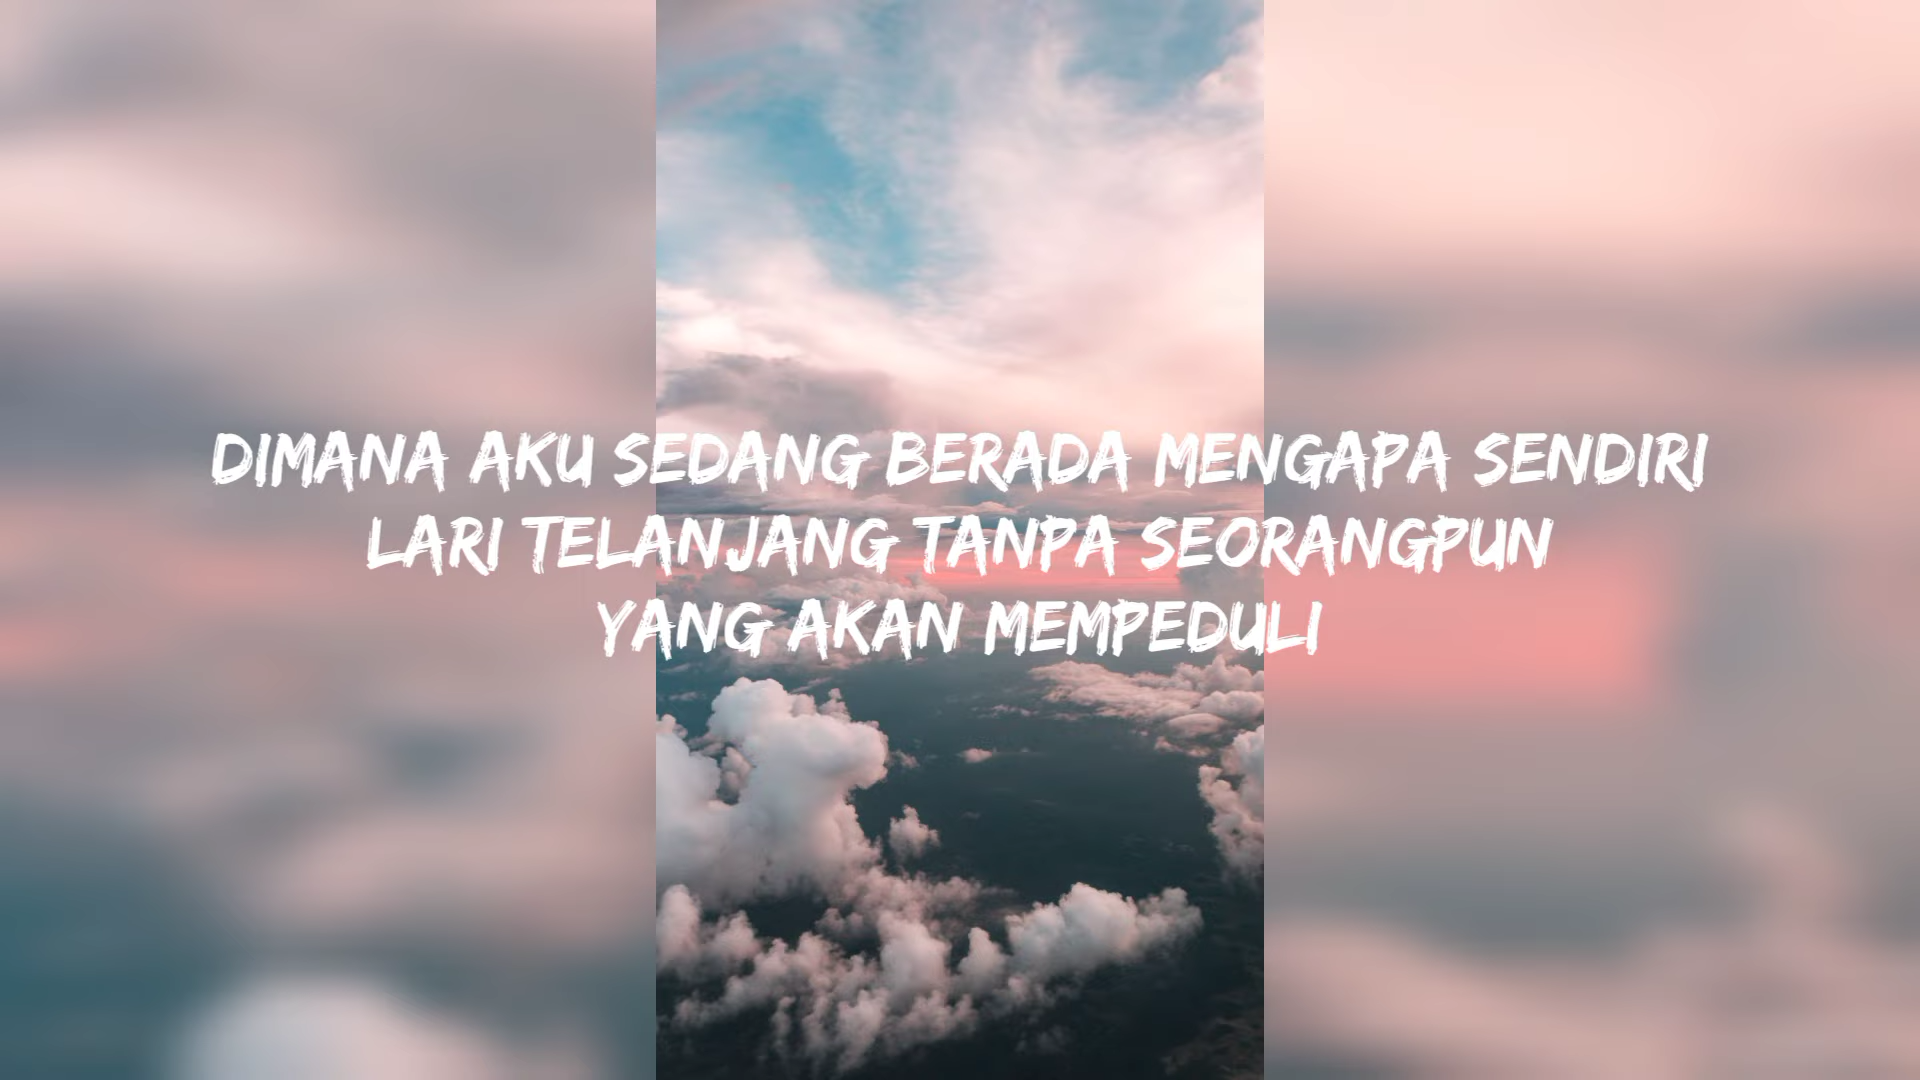 DIMANA AKU SEDANG BERADA MENGAPA SENDIRI
LARI TELANJANG TANPA SEORANGPUN
YANG AKAN MEMPEDULI